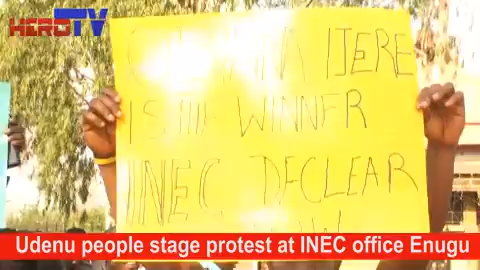 HEROTV
IJERE
IS THE WINNER
INEC DECLEAR
Udenu people stage protest at INEC office Enugu